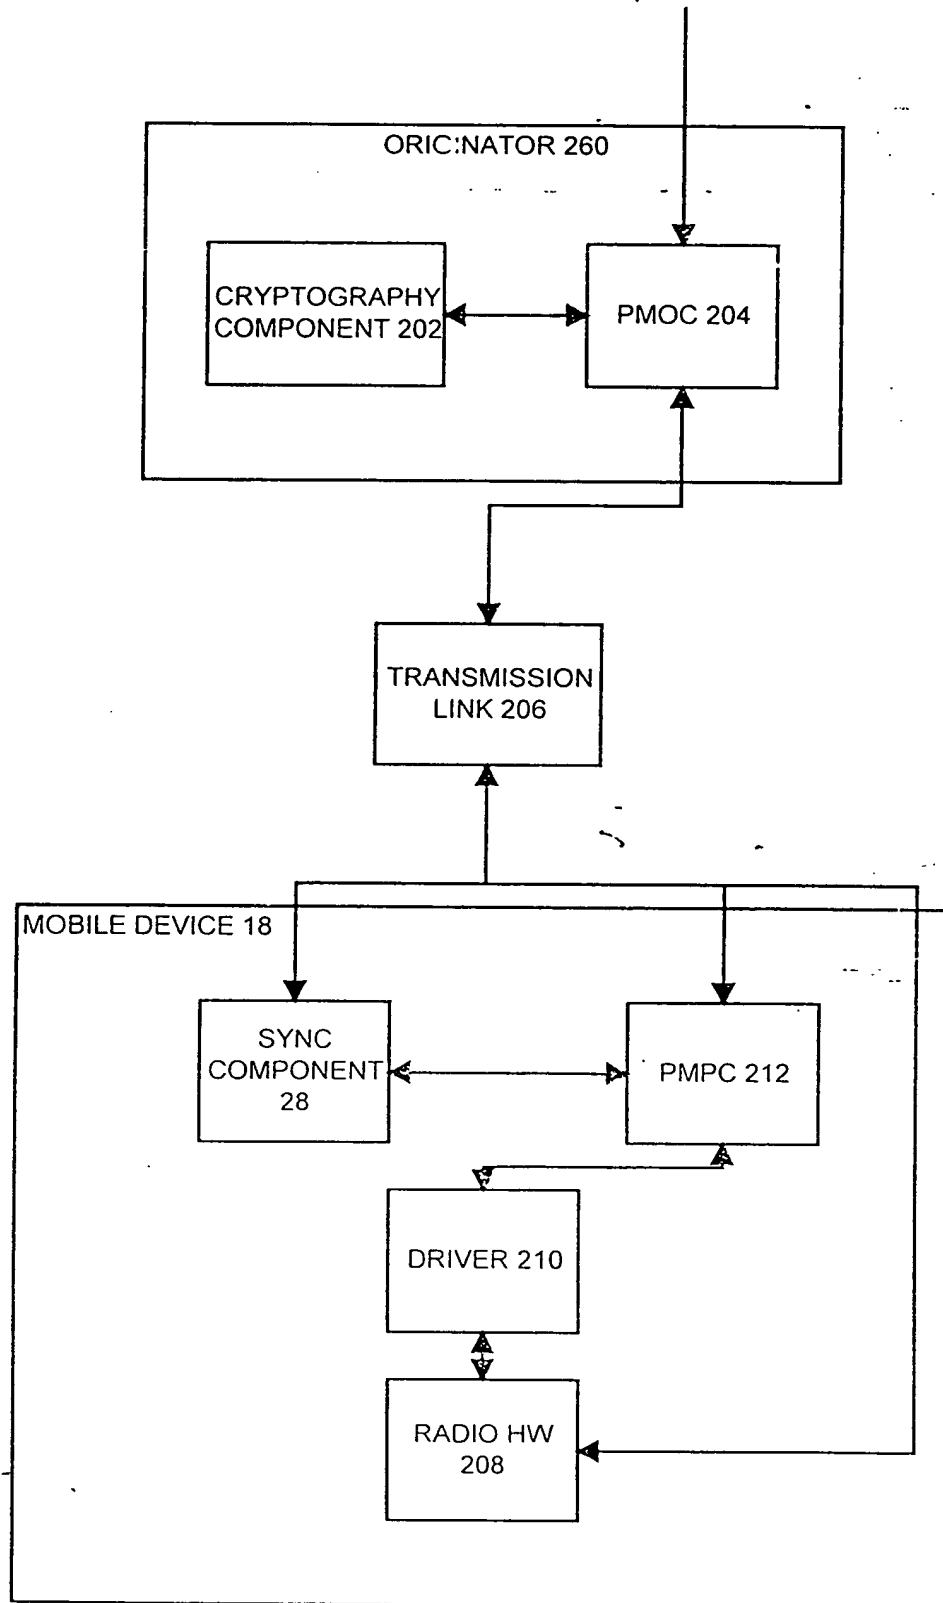 ORIC:NATOR 260
CRYPTOGRAPHY
COMPONENT 202
PMOC 204
TRANSMISSION
LINK 206
MOBILE DEVICE 18
SYNC
COMPONENT
28
PMPC 212
DRIVER 210
RADIO HW
208